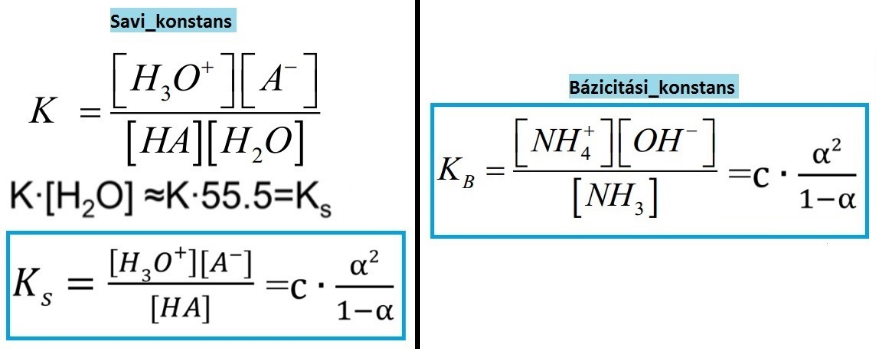 Savi_konstans
K = [H₃O⁺][A⁻] / [HA][H₂O]
K·[H₂O] ≈K·55.5=Kₛ
Kₛ = [H₃O⁺][A⁻] / [HA] =c · α² / 1−α
Bázicitási_konstans
K_B = [NH₄⁺][OH⁻] / [NH₃] =c · α² / 1−α